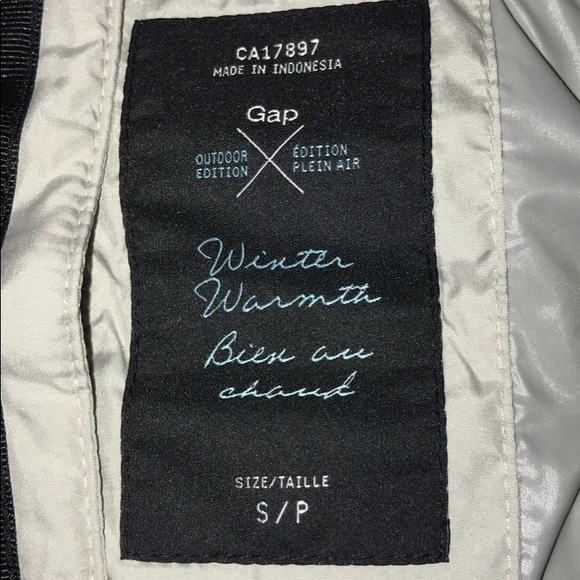 CA17897
MADE IN INDONESIA
Gap
OUTDOOR EDITION
ÉDITION PLEIN AIR
Winter
Warmth
Bien au
chaud
SIZE/TAILLE
S/P